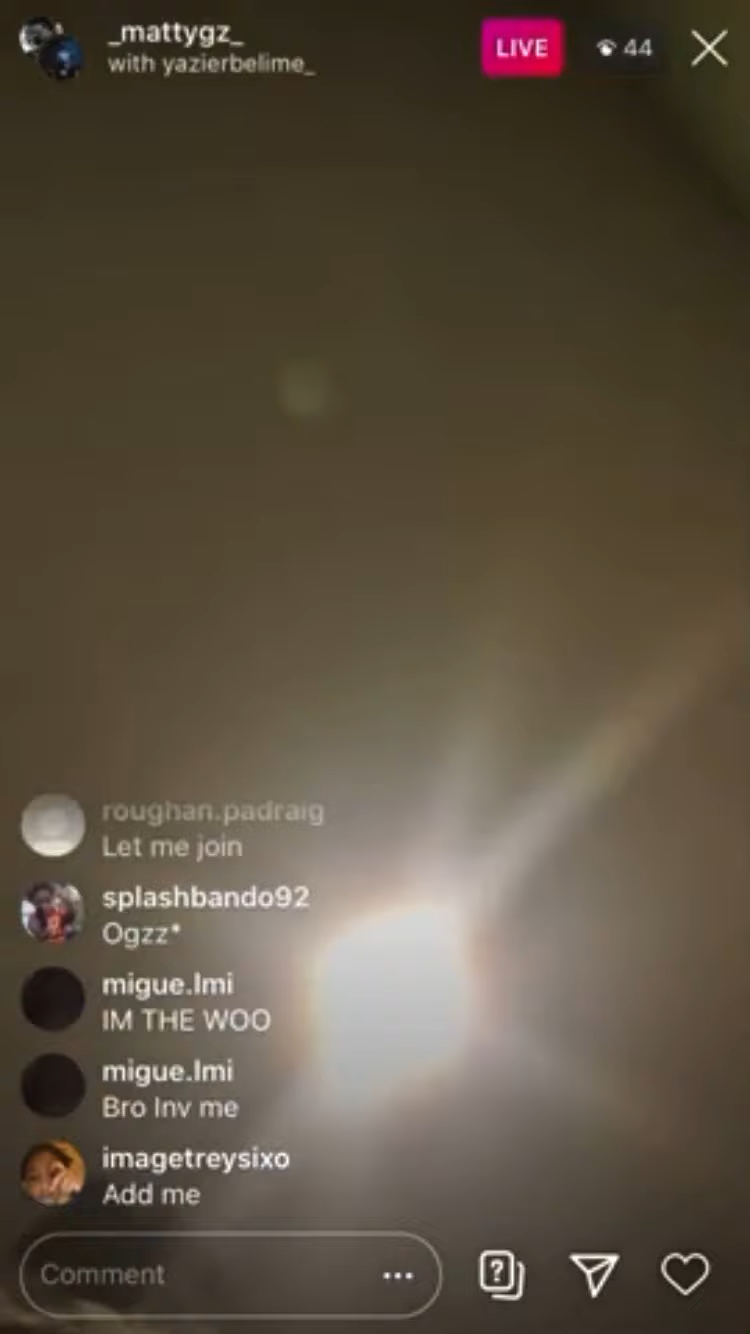 _mattygz_
with yazierbelime_
LIVE
44
roughan.padraig
Let me join
splashbando92
Ogzz*
migue.lmi
IM THE WOO
migue.lmi
Bro Inv me
imagetreysixo
Add me
Comment
?